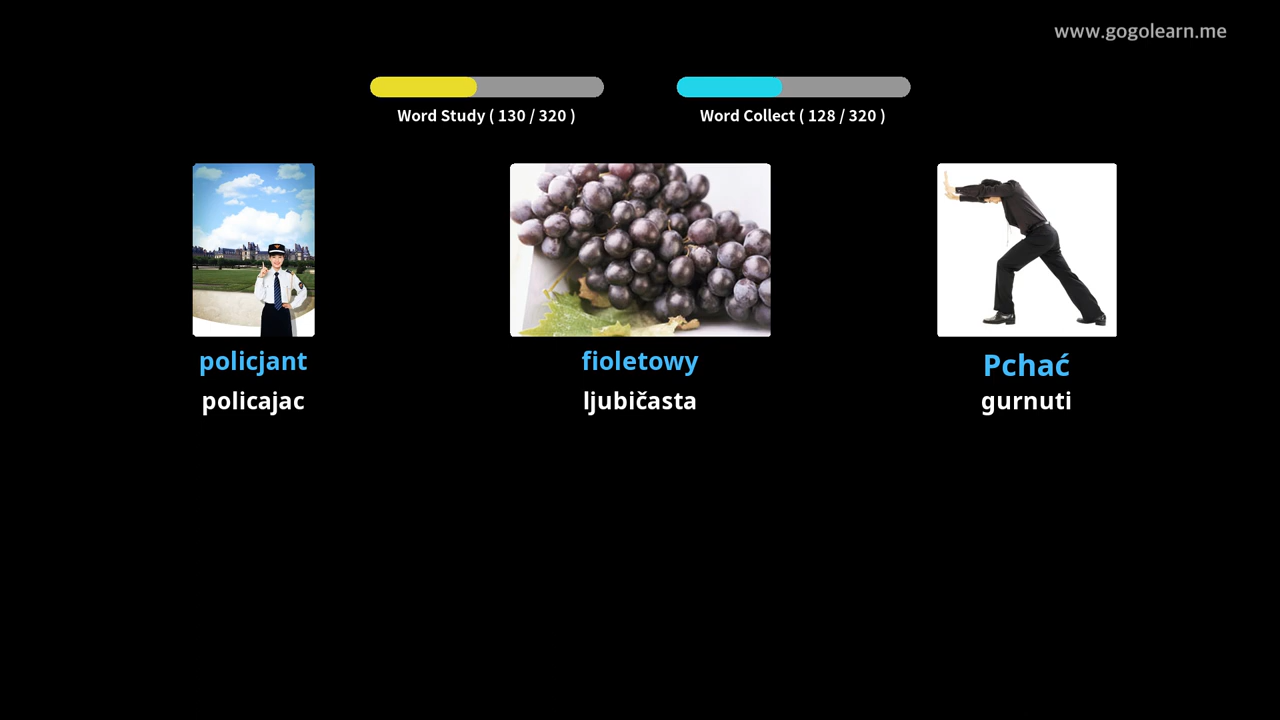 www.gogolearn.me
Word Study ( 130 / 320 )
Word Collect ( 128 / 320 )
policjant
fioletowy
Pchać
policajac
ljubičasta
gurnuti